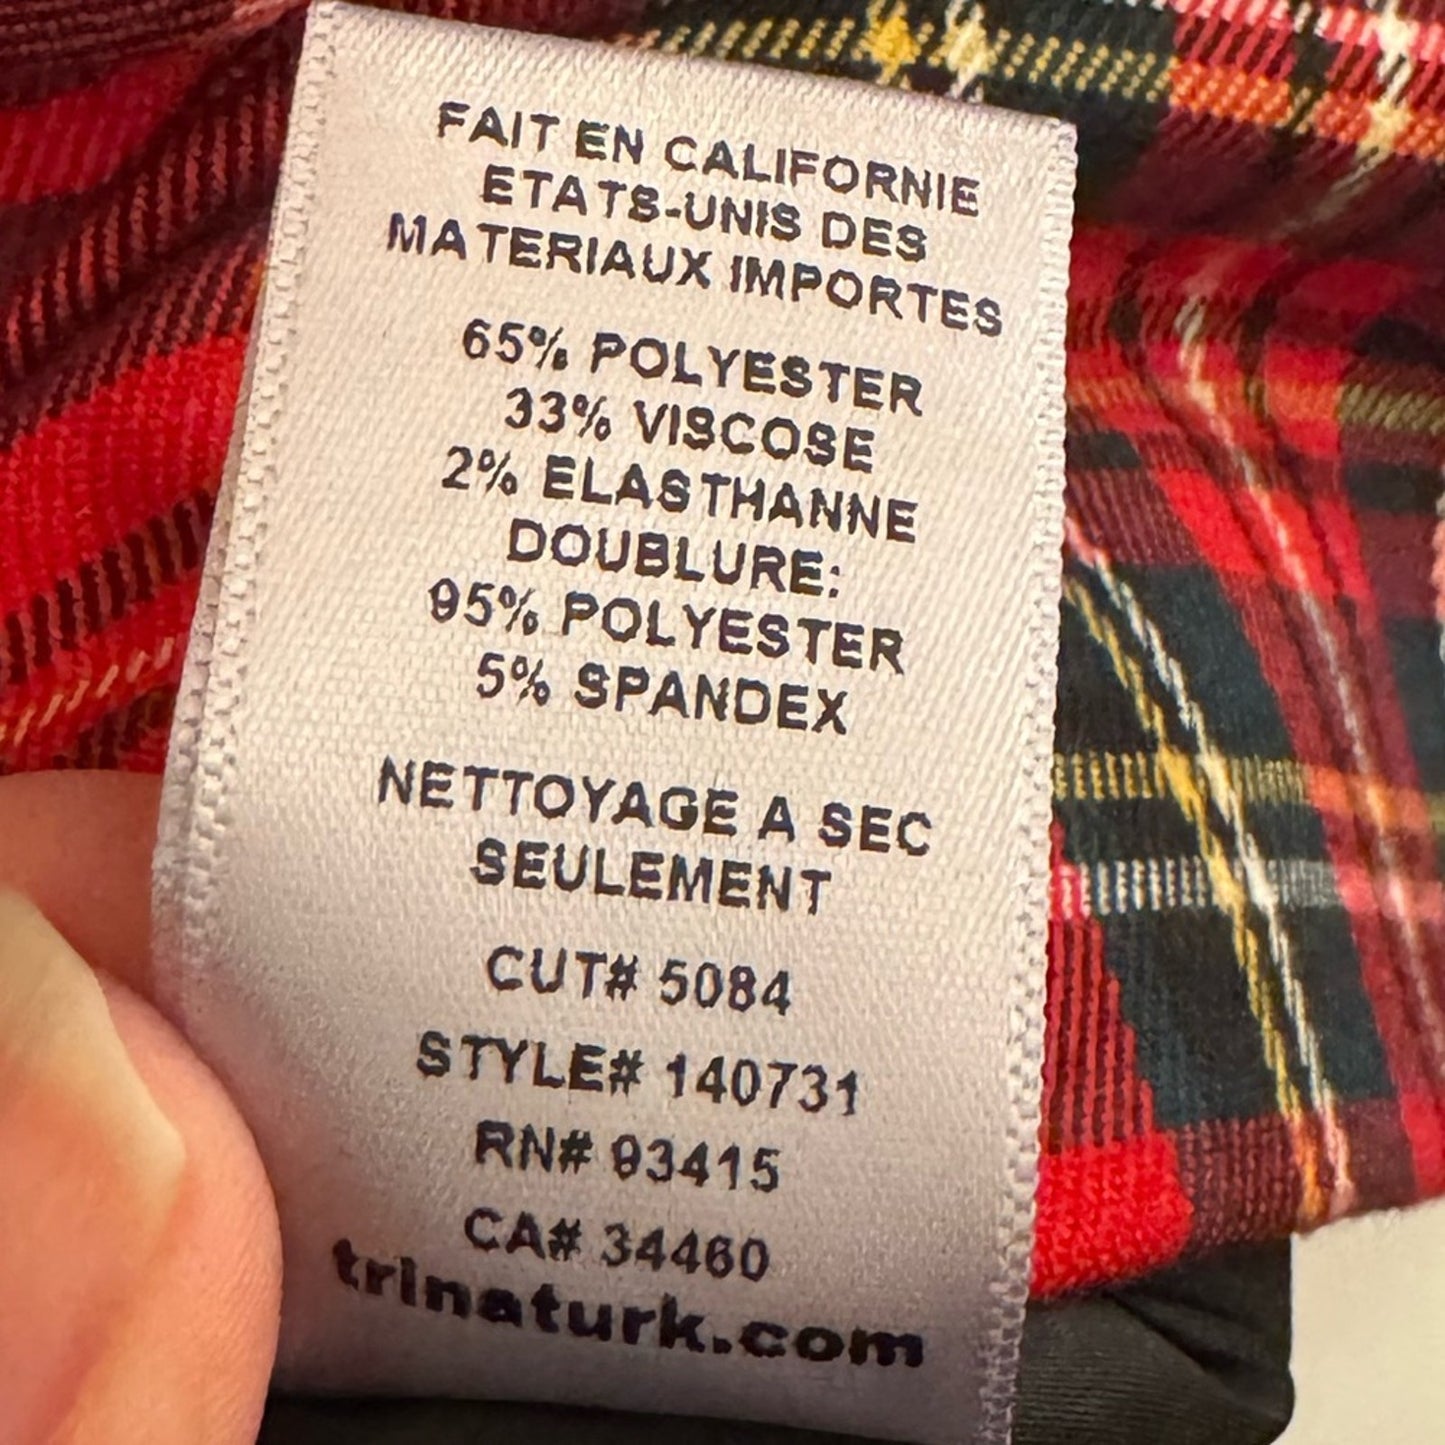 FAIT EN CALIFORNIE
ETATS-UNIS DES
MATERIAUX IMPORTES
65% POLYESTER
33% VISCOSE
2% ELASTHANNE
DOUBLURE:
95% POLYESTER
5% SPANDEX
NETTOYAGE A SEC
SEULEMENT
CUT# 5084
STYLE# 140731
RN# 93415
CA# 34460
trinaturk.com